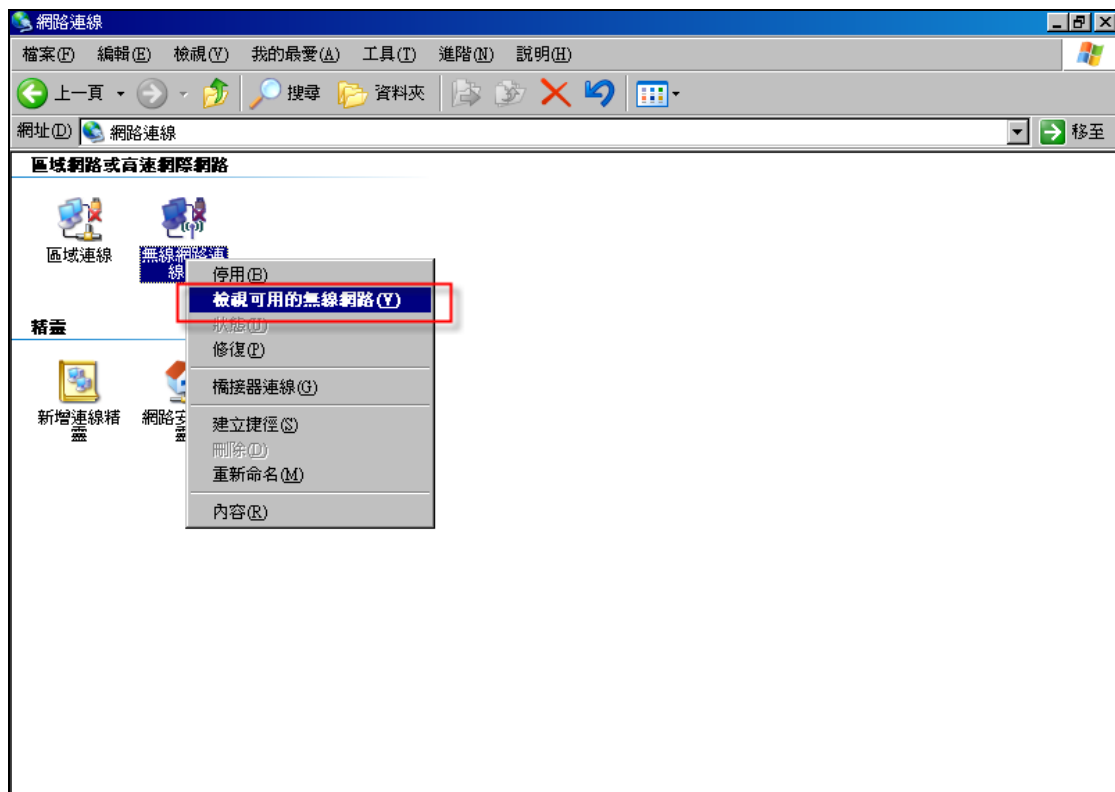 網路連線
檔案(F) 編輯(E) 檢視(V) 我的最愛(A) 工具(T) 進階(N) 說明(H)
上一頁 搜尋 資料夾
網址(D) 網路連線 移至
區域網路或高速網際網路
區域連線
無線網路連
線
停用(B)
檢視可用的無線網路(V)
狀態(U)
修復(P)
橋接器連線(G)
建立捷徑(S)
刪除(D)
重新命名(M)
內容(R)
精靈
新增連線精
靈
網路安
靈